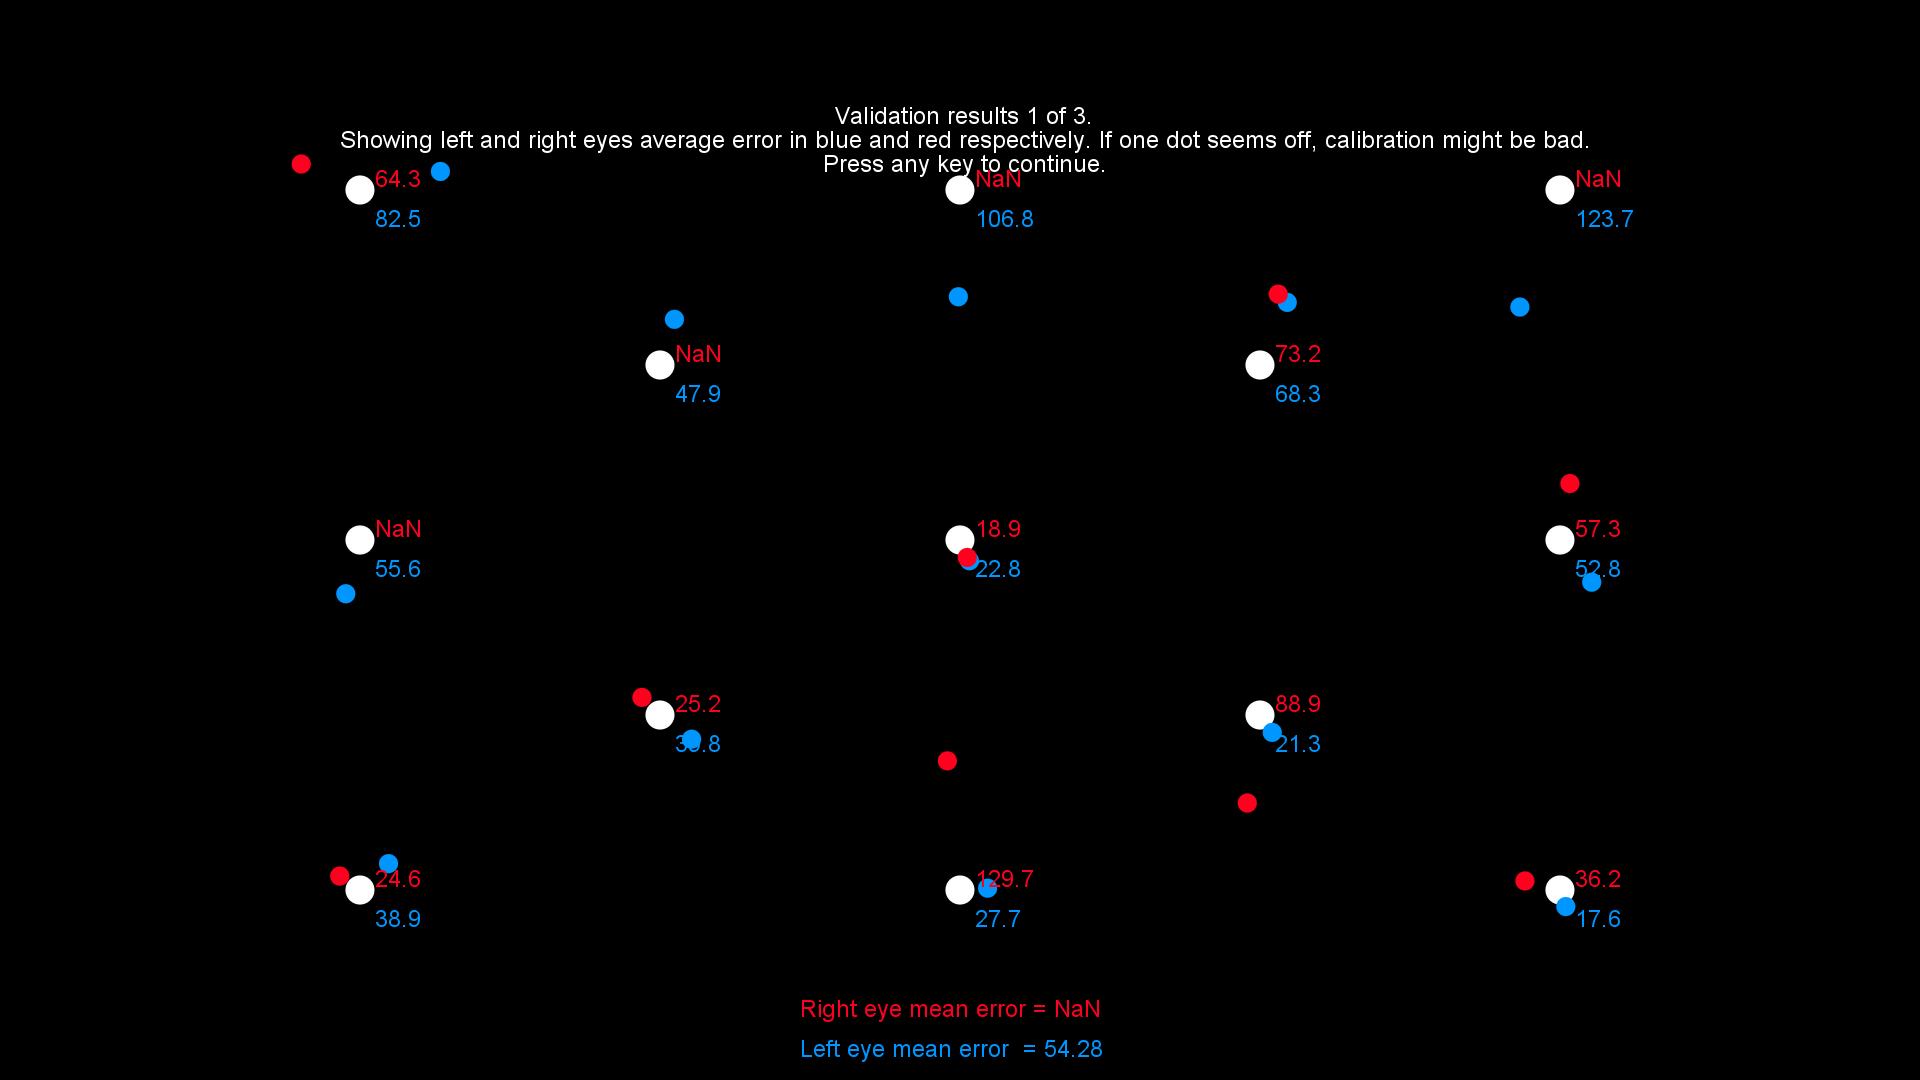 Validation results 1 of 3.
Showing left and right eyes average error in blue and red respectively. If one dot seems off, calibration might be bad.
Press any key to continue.
64.3
NaN
NaN
82.5
106.8
123.7
NaN
73.2
47.9
68.3
NaN
18.9
57.3
55.6
22.8
52.8
25.2
88.9
21.3
24.6
129.7
36.2
38.9
27.7
17.6
Right eye mean error = NaN
Left eye mean error = 54.28